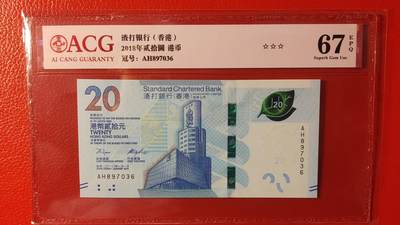 ACG
AI CANG GUARANTY
渣打银行（香港）
2018年贰拾圆 港币
冠号: AH897036
☆☆☆
67 EPQ
Superb Gem Unc
20
Standard Chartered Bank
渣打銀行(香港)
港幣貳拾元
TWENTY
HONG KONG DOLLARS
20
AH897036
AH897036